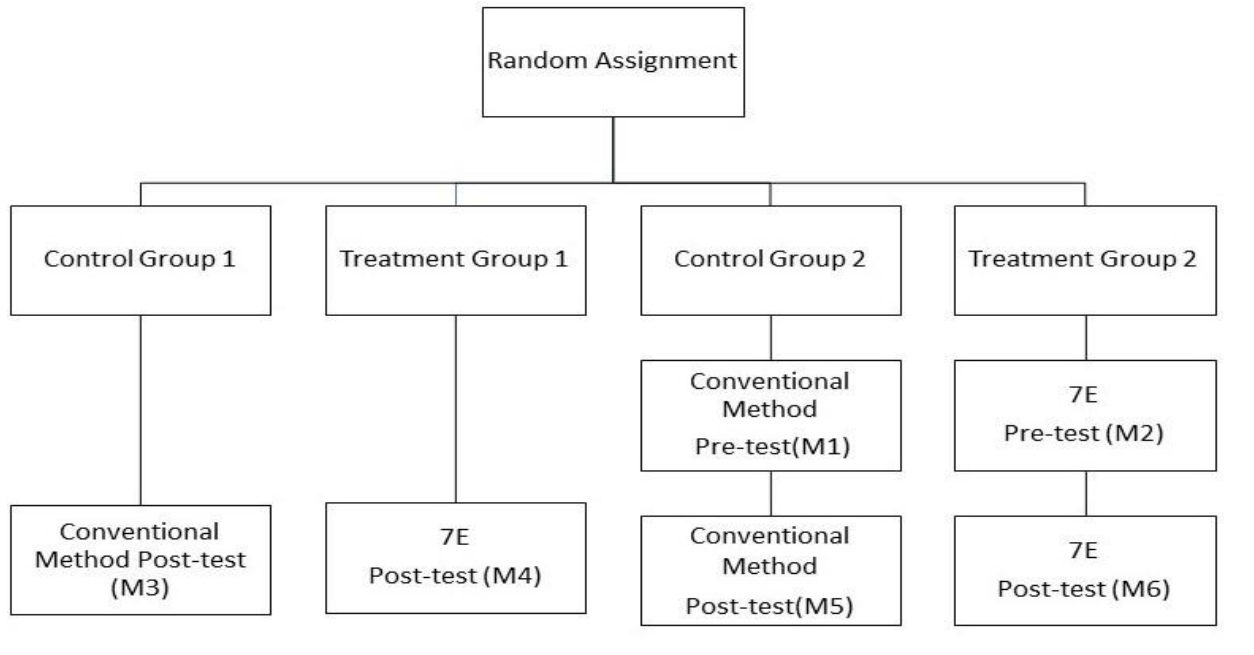 Random Assignment
Control Group 1
Treatment Group 1
Control Group 2
Treatment Group 2
Conventional
Method
Pre-test(M1)
7E
Pre-test (M2)
Conventional
Method Post-test
(M3)
7E
Post-test (M4)
Conventional
Method
Post-test(M5)
7E
Post-test (M6)